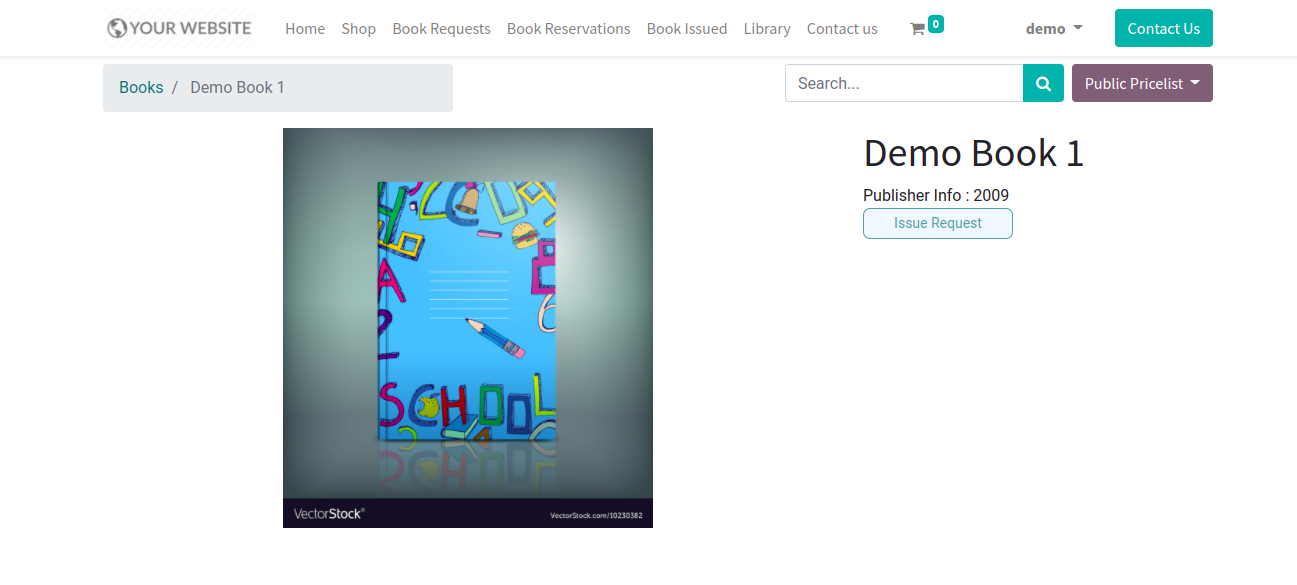 YOUR WEBSITE Home Shop Book Requests Book Reservations Book Issued Library Contact us 0 demo Contact Us
Books / Demo Book 1 Search... Public Pricelist
Demo Book 1
Publisher Info : 2009
Issue Request
SCHOOL
VectorStock® VectorStock.com/10230382